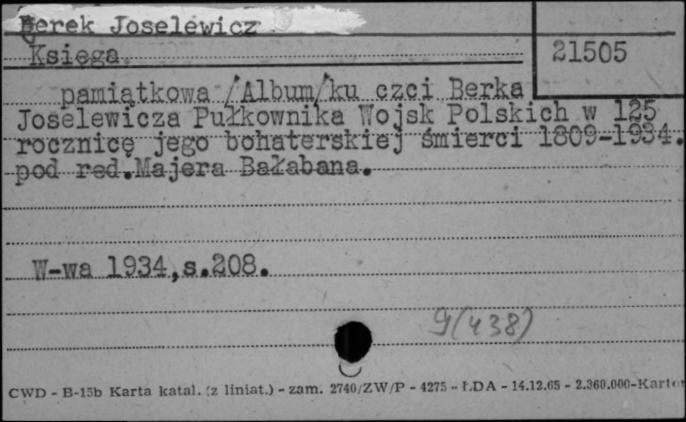 Berek Joselewicz
Księga
21505
pamiątkowa /Album/ku czci Berka
Joselewicza Pułkownika Wojsk Polskich w 125
rocznicę jego bohaterskiej śmierci 1809-1934.
pod red.Majera Bałabana.
W-wa 1934,s.208.
9(438)
CWD - B-15b Karta katal. (z liniat.) - zam. 2740/ZW/P - 4275 - ŁDA - 14.12.65 - 2.360.000-Kartot